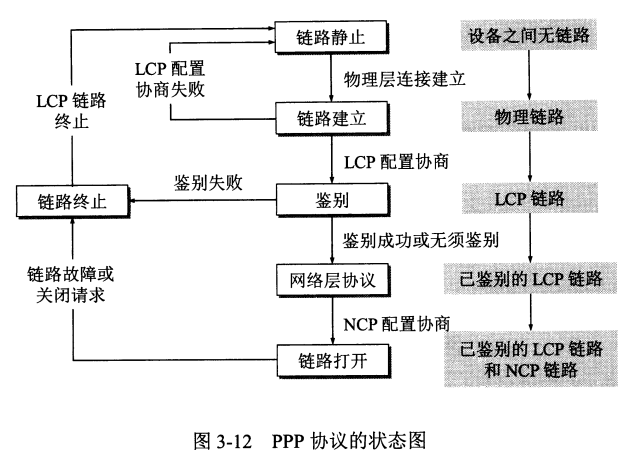 链路静止
设备之间无链路
LCP 配置
协商失败
物理层连接建立
LCP 链路
终止
链路建立
物理链路
LCP 配置协商
鉴别失败
链路终止
鉴别
LCP 链路
鉴别成功或无须鉴别
链路故障或
关闭请求
网络层协议
已鉴别的 LCP 链路
NCP 配置协商
链路打开
已鉴别的 LCP 链路
和 NCP 链路
图 3-12 PPP 协议的状态图